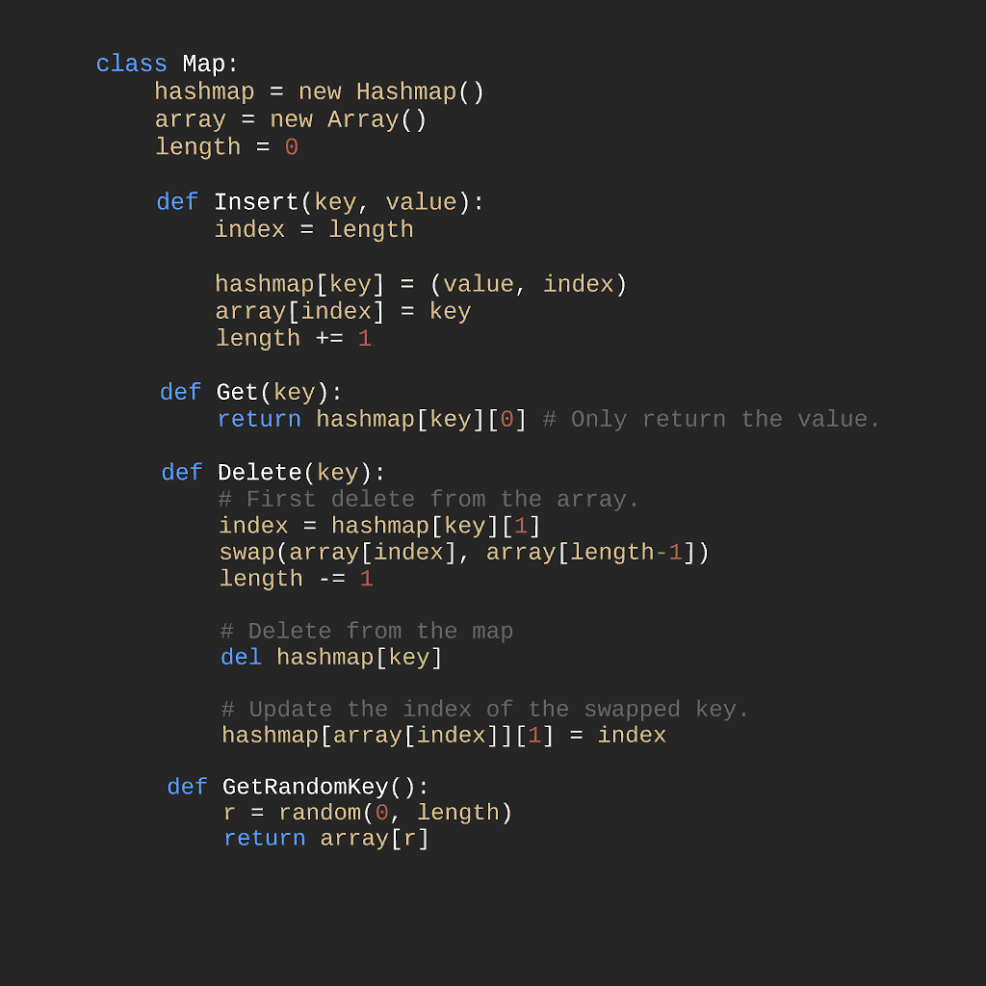 class Map:
hashmap = new Hashmap()
array = new Array()
length = 0
def Insert(key, value):
index = length
hashmap[key] = (value, index)
array[index] = key
length += 1
def Get(key):
return hashmap[key][0] # Only return the value.
def Delete(key):
# First delete from the array.
index = hashmap[key][1]
swap(array[index], array[length-1])
length -= 1
# Delete from the map
del hashmap[key]
# Update the index of the swapped key.
hashmap[array[index]][1] = index
def GetRandomKey():
r = random(0, length)
return array[r]